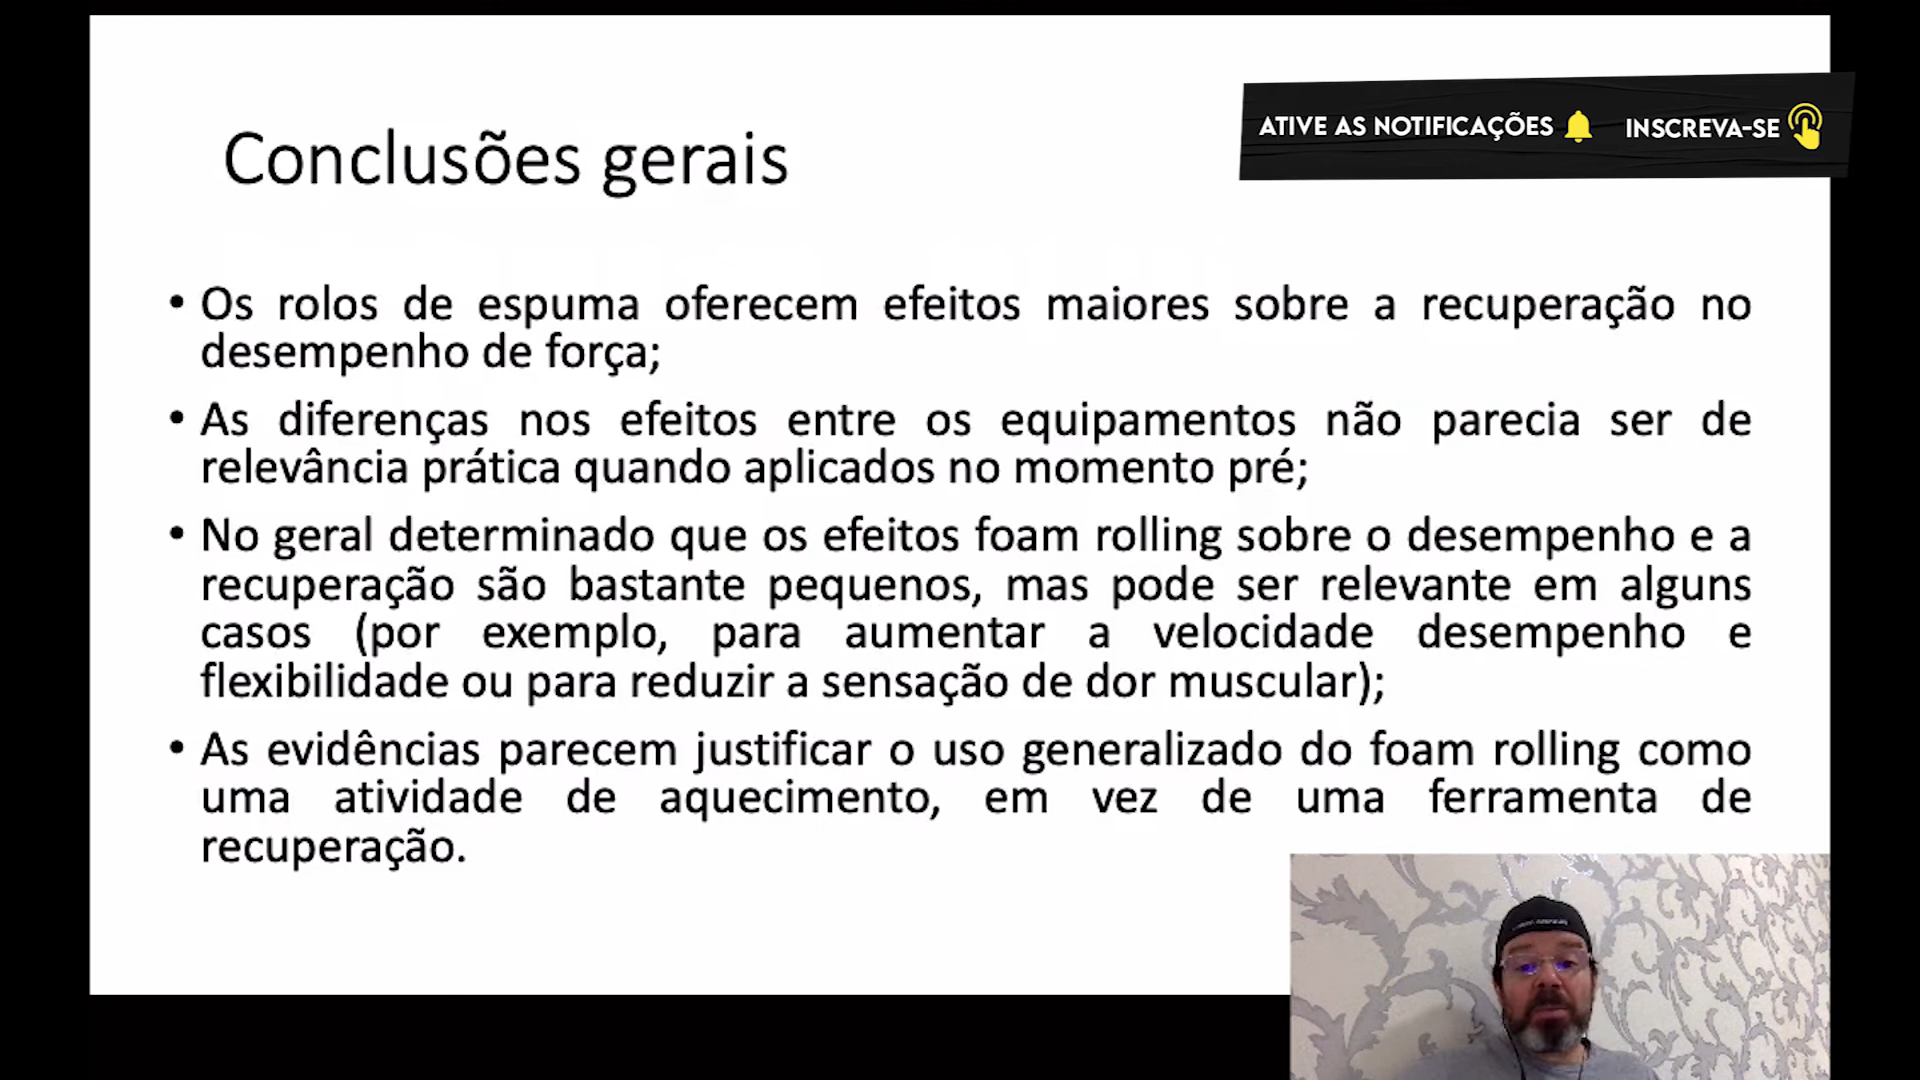 ATIVE AS NOTIFICAÇÕES INSCREVA-SE
Conclusões gerais
• Os rolos de espuma oferecem efeitos maiores sobre a recuperação no
desempenho de força;
• As diferenças nos efeitos entre os equipamentos não parecia ser de
relevância prática quando aplicados no momento pré;
• No geral determinado que os efeitos foam rolling sobre o desempenho e a
recuperação são bastante pequenos, mas pode ser relevante em alguns
casos (por exemplo, para aumentar a velocidade desempenho e
flexibilidade ou para reduzir a sensação de dor muscular);
• As evidências parecem justificar o uso generalizado do foam rolling como
uma atividade de aquecimento, em vez de uma ferramenta de
recuperação.